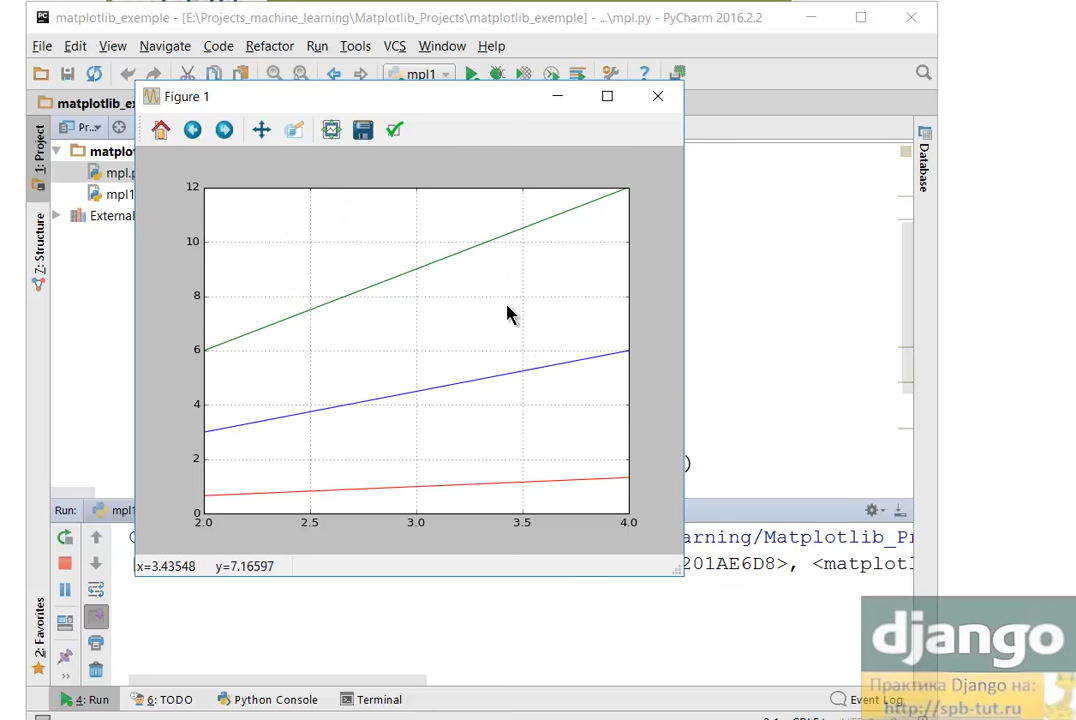 matplotlib_exemple - [E:\Projects_machine_learning\Matplotlib_Projects\matplotlib_exemple] - ...\mpl.py - PyCharm 2016.2.2
File Edit View Navigate Code Refactor Run Tools VCS Window Help
mpl1
matplotlib_ex
Figure 1
1: Project
Pr...
matplo
mpl.p
mpl1
Externa
7: Structure
Database
12
10
8
6
4
2
0
2.0 2.5 3.0 3.5 4.0
)
Run: mpl1
x=3.43548 y=7.16597
arning/Matplotlib_Pr
201AE6D8>, <matplotl
2: Favorites
4: Run 6: TODO Python Console Terminal Event Log
django
Практика Django на:
http://spb-tut.ru